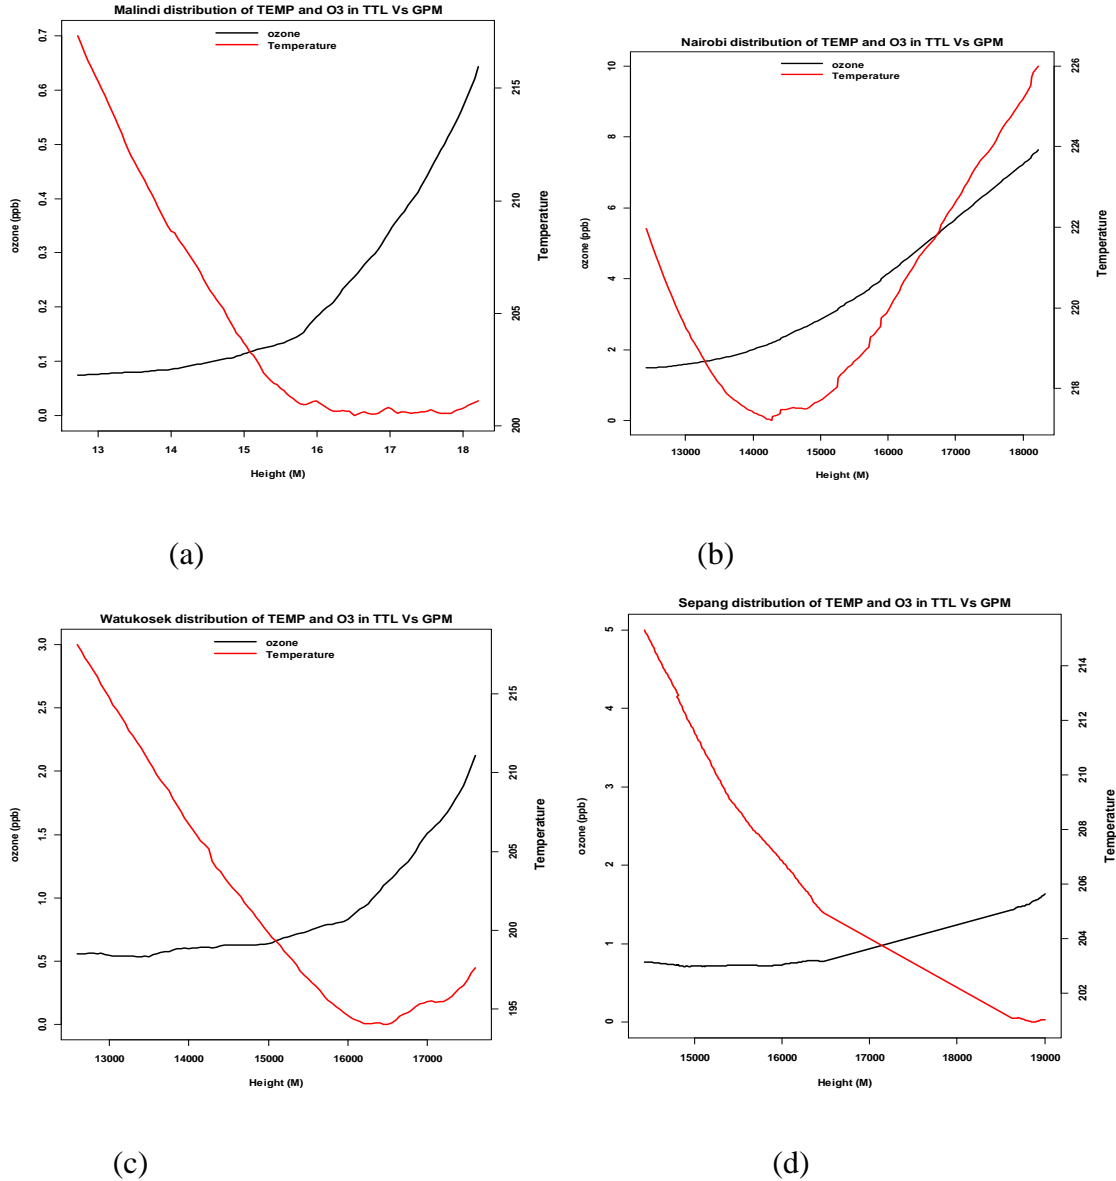 Malindi distribution of TEMP and O3 in TTL Vs GPM
ozone
Temperature
0.7
0.6
0.5
0.4
0.3
0.2
0.1
0.0
ozone (ppb)
215
210
205
200
Temperature
13 14 15 16 17 18
Height (M)
(a)
Nairobi distribution of TEMP and O3 in TTL Vs GPM
ozone
Temperature
10
8
6
4
2
0
ozone (ppb)
226
224
222
220
218
Temperature
13000 14000 15000 16000 17000 18000
Height (M)
(b)
Watukosek distribution of TEMP and O3 in TTL Vs GPM
ozone
Temperature
3.0
2.5
2.0
1.5
1.0
0.5
0.0
ozone (ppb)
215
210
205
200
195
Temperature
13000 14000 15000 16000 17000
Height (M)
(c)
Sepang distribution of TEMP and O3 in TTL Vs GPM
5
4
3
2
1
0
ozone (ppb)
214
212
210
208
206
204
202
Temperature
15000 16000 17000 18000 19000
Height (M)
(d)